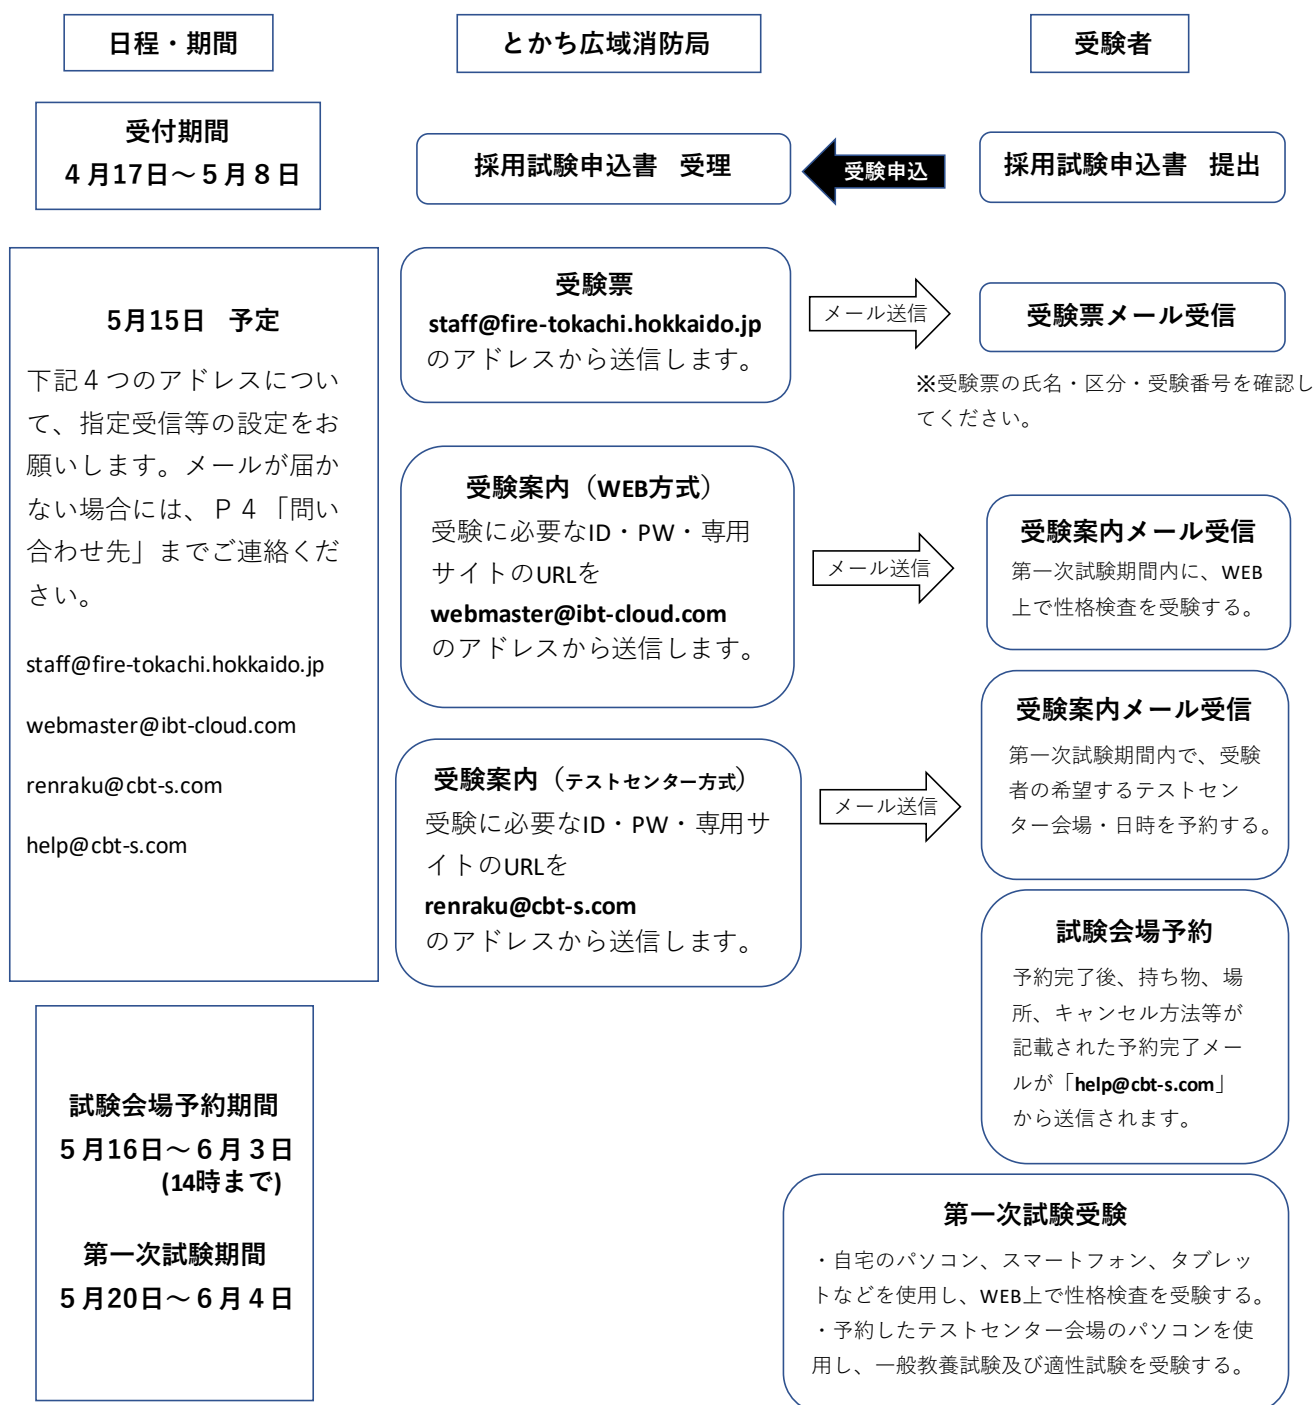 日程・期間
とかち広域消防局
受験者
受付期間
4月17日～5月8日
採用試験申込書 受理
受験申込
採用試験申込書 提出
5月15日 予定
下記4つのアドレスについ
て、指定受信等の設定をお
願いします。メールが届か
ない場合には、P4「問い
合わせ先」までご連絡くだ
さい。
staff@fire-tokachi.hokkaido.jp
webmaster@ibt-cloud.com
renraku@cbt-s.com
help@cbt-s.com
受験票
staff@fire-tokachi.hokkaido.jp
のアドレスから送信します。
メール送信
受験票メール受信
※受験票の氏名・区分・受験番号を確認し
てください。
受験案内（WEB方式）
受験に必要なID・PW・専用
サイトのURLを
webmaster@ibt-cloud.com
のアドレスから送信します。
メール送信
受験案内メール受信
第一次試験期間内に、WEB
上で性格検査を受験する。
受験案内（テストセンター方式）
受験に必要なID・PW・専用サ
イトのURLを
renraku@cbt-s.com
のアドレスから送信します。
メール送信
受験案内メール受信
第一次試験期間内で、受験
者の希望するテストセン
ター会場・日時を予約する。
試験会場予約
予約完了後、持ち物、場
所、キャンセル方法等が
記載された予約完了メー
ルが「help@cbt-s.com」
から送信されます。
試験会場予約期間
5月16日～6月3日
(14時まで)
第一次試験期間
5月20日～6月4日
第一次試験受験
・自宅のパソコン、スマートフォン、タブレッ
トなどを使用し、WEB上で性格検査を受験する。
・予約したテストセンター会場のパソコンを使
用し、一般教養試験及び適性試験を受験する。